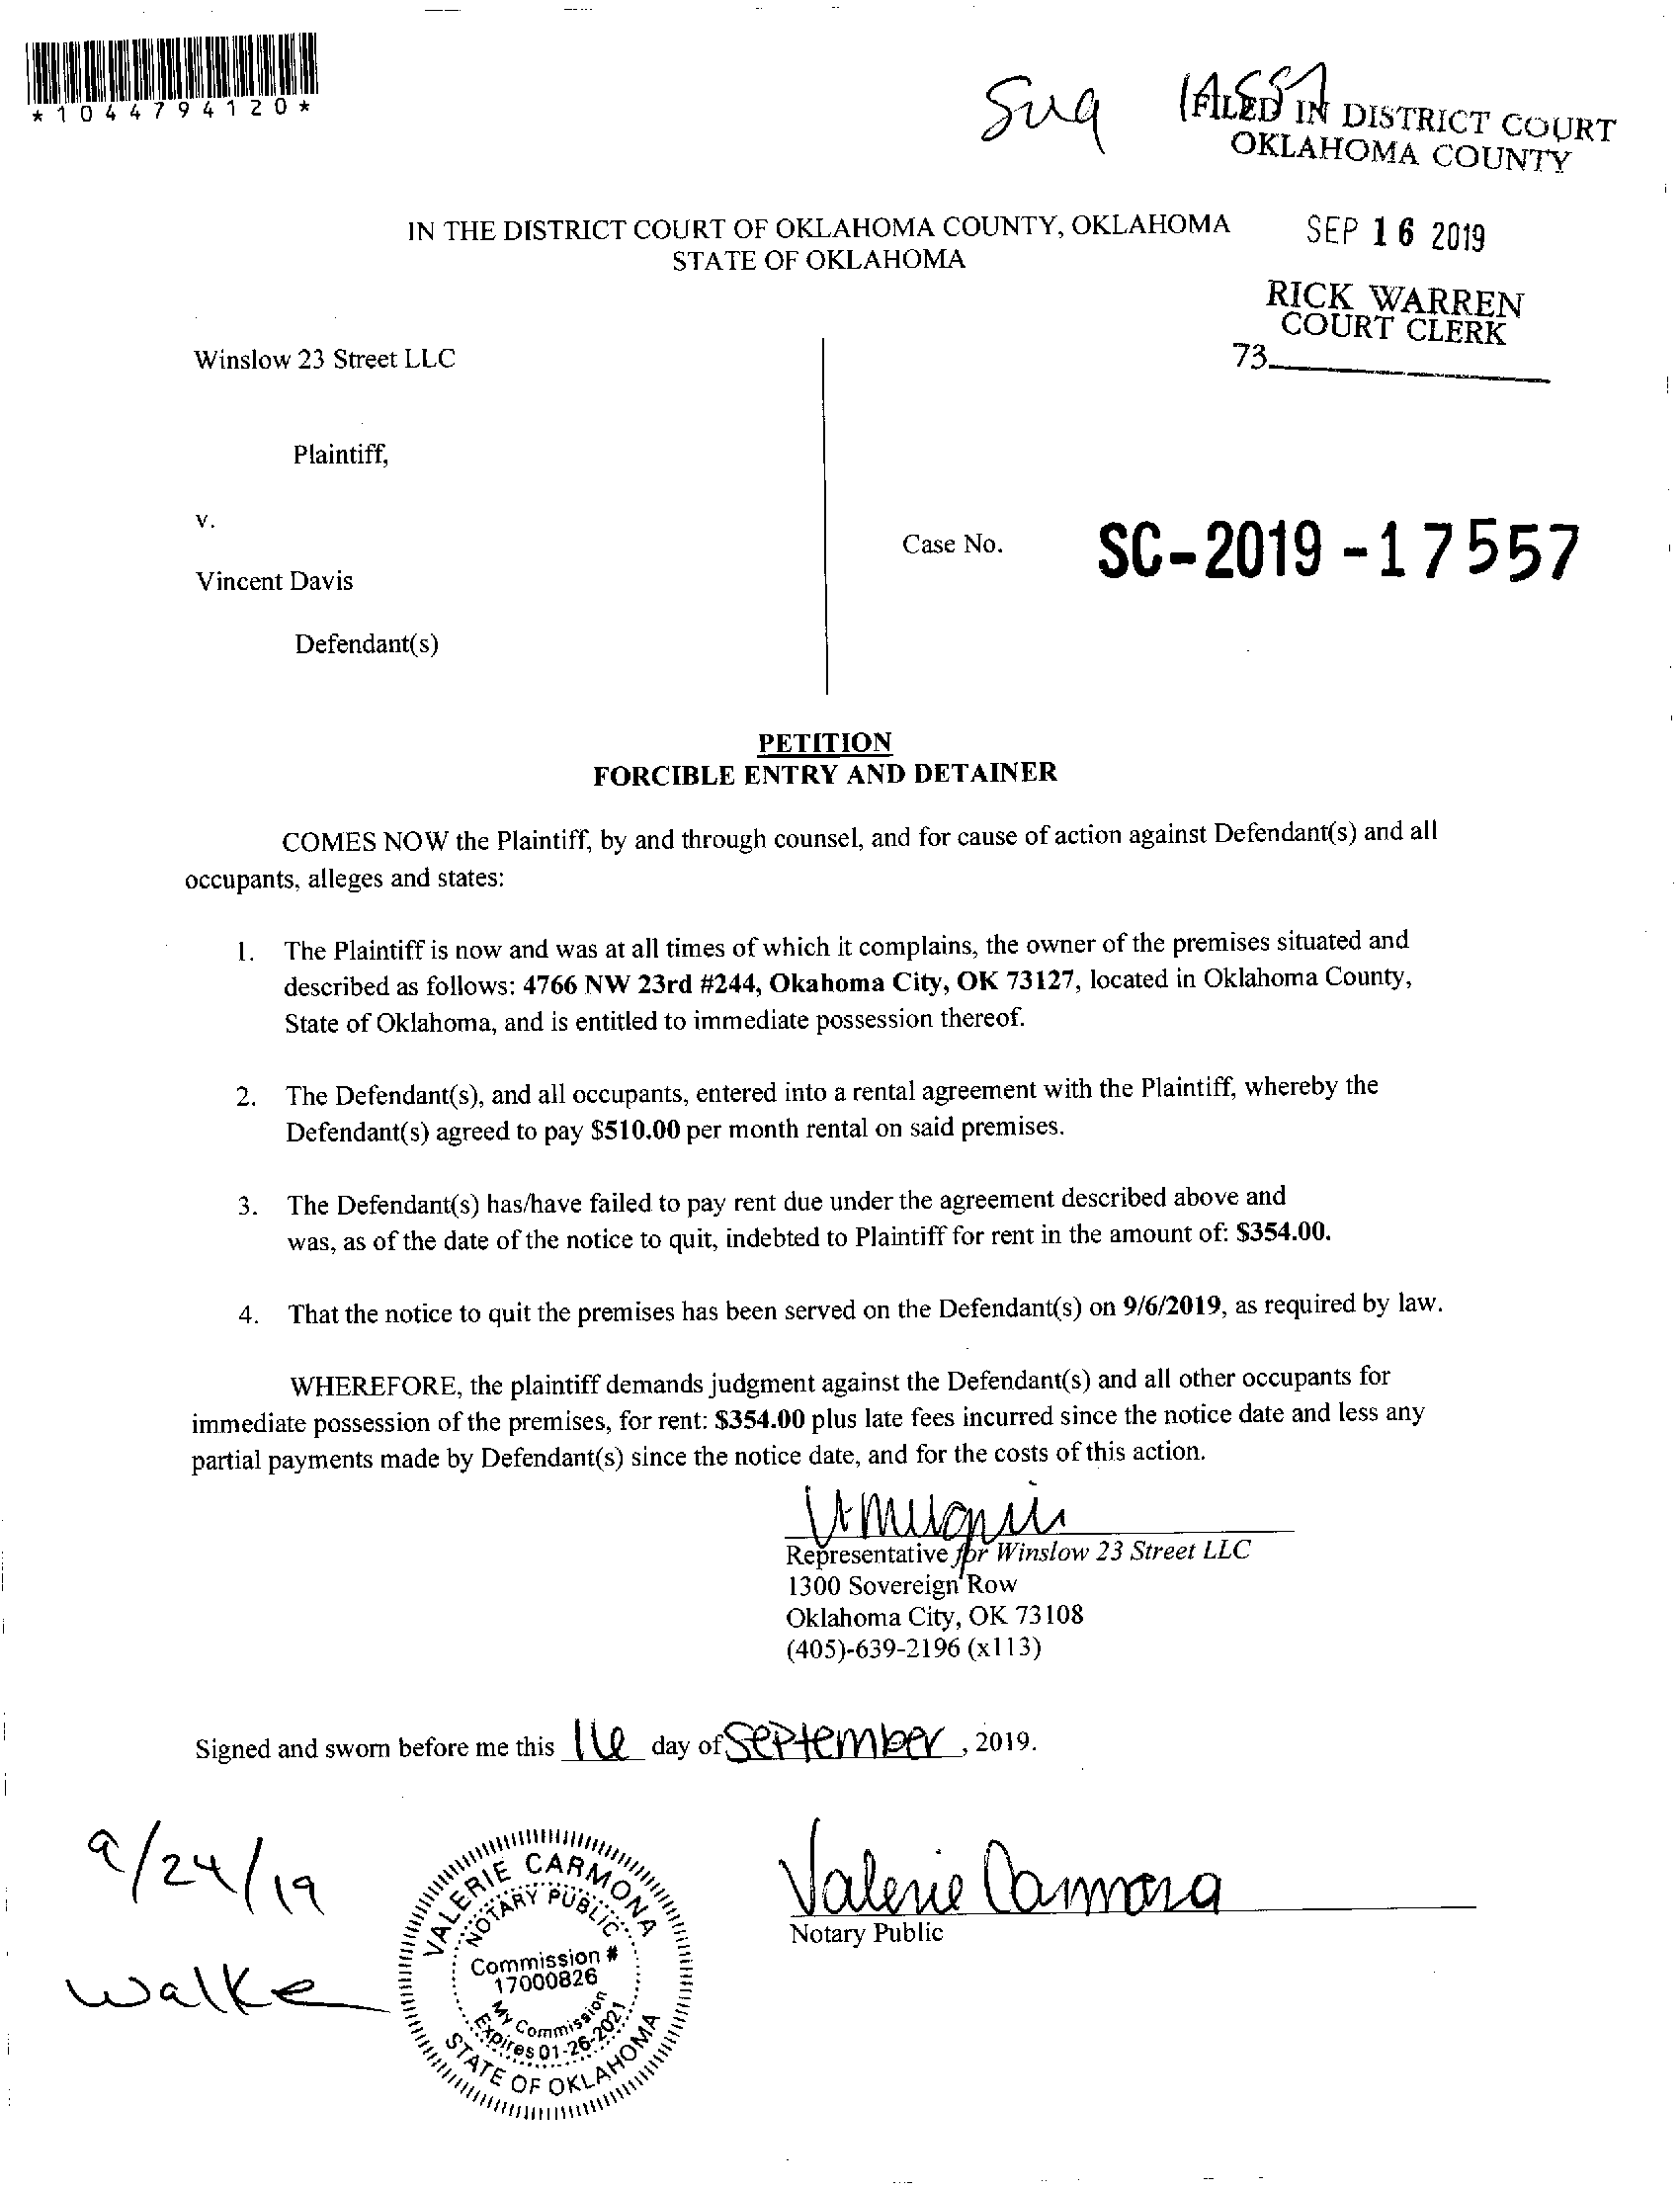 *1044794120*
FILED IN DISTRICT COURT
OKLAHOMA COUNTY
IN THE DISTRICT COURT OF OKLAHOMA COUNTY, OKLAHOMA
STATE OF OKLAHOMA
SEP 16 2019
RICK WARREN
COURT CLERK
73
Winslow 23 Street LLC
Plaintiff,
v.
Case No.
SC-2019-17557
Vincent Davis
Defendant(s)
PETITION
FORCIBLE ENTRY AND DETAINER
COMES NOW the Plaintiff, by and through counsel, and for cause of action against Defendant(s) and all
occupants, alleges and states:
1. The Plaintiff is now and was at all times of which it complains, the owner of the premises situated and
described as follows: 4766 NW 23rd #244, Okahoma City, OK 73127, located in Oklahoma County,
State of Oklahoma, and is entitled to immediate possession thereof.
2. The Defendant(s), and all occupants, entered into a rental agreement with the Plaintiff, whereby the
Defendant(s) agreed to pay $510.00 per month rental on said premises.
3. The Defendant(s) has/have failed to pay rent due under the agreement described above and
was, as of the date of the notice to quit, indebted to Plaintiff for rent in the amount of: $354.00.
4. That the notice to quit the premises has been served on the Defendant(s) on 9/6/2019, as required by law.
WHEREFORE, the plaintiff demands judgment against the Defendant(s) and all other occupants for
immediate possession of the premises, for rent: $354.00 plus late fees incurred since the notice date and less any
partial payments made by Defendant(s) since the notice date, and for the costs of this action.
Representative for Winslow 23 Street LLC
1300 Sovereign Row
Oklahoma City, OK 73108
(405)-639-2196 (x113)
Signed and sworn before me this 16 day of September, 2019.
9/24/19
Walke
VALERIE CARMONA
NOTARY PUBLIC
Commission #
17000826
My Commission
Expires 01-26-2021
STATE OF OKLAHOMA
Valerie Carmona
Notary Public